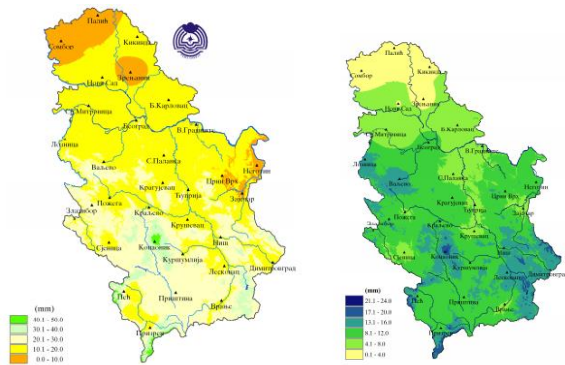 Палић
Сомбор
Кикинда
Зрењанин
Нови Сад
Б.Карловац
Београд
В.Градиште
Лозница
Ваљево
С.Паланка
Неготин
Црни Врх
Зајечар
Крагујевац
Ћуприја
Пожега
Златибор
Краљево
Крушевац
Сјеница
Копаоник
Ниш
Куршумлија
Димитровград
Лесковац
Пећ
Приштина
Врање
Призрен
(mm)
40.1 - 50.0
30.1 - 40.0
20.1 - 30.0
10.1 - 20.0
0.0 - 10.0
Палић
Сомбор
Кикинда
Зрењанин
Нови Сад
Б.Карловац
Београд
В.Градиште
Лозница
Ваљево
С.Паланка
Неготин
Црни Врх
Зајечар
Крагујевац
Ћуприја
Пожега
Златибор
Краљево
Крушевац
Сјеница
Копаоник
Ниш
Куршумлија
Димитровград
Лесковац
Пећ
Приштина
Врање
Призрен
(mm)
21.1 - 24.0
17.1 - 20.0
13.1 - 16.0
8.1 - 12.0
4.1 - 8.0
0.1 - 4.0